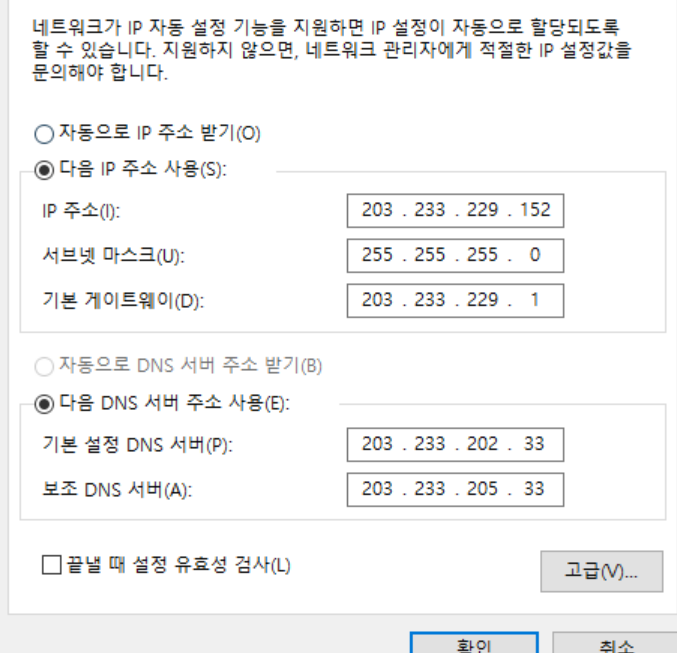 네트워크가 IP 자동 설정 기능을 지원하면 IP 설정이 자동으로 할당되도록
할 수 있습니다. 지원하지 않으면, 네트워크 관리자에게 적절한 IP 설정값을
문의해야 합니다.
자동으로 IP 주소 받기(O)
다음 IP 주소 사용(S):
IP 주소(I): 203 . 233 . 229 . 152
서브넷 마스크(U): 255 . 255 . 255 . 0
기본 게이트웨이(D): 203 . 233 . 229 . 1
자동으로 DNS 서버 주소 받기(B)
다음 DNS 서버 주소 사용(E):
기본 설정 DNS 서버(P): 203 . 233 . 202 . 33
보조 DNS 서버(A): 203 . 233 . 205 . 33
끝낼 때 설정 유효성 검사(L)
고급(V)...
확인 취소